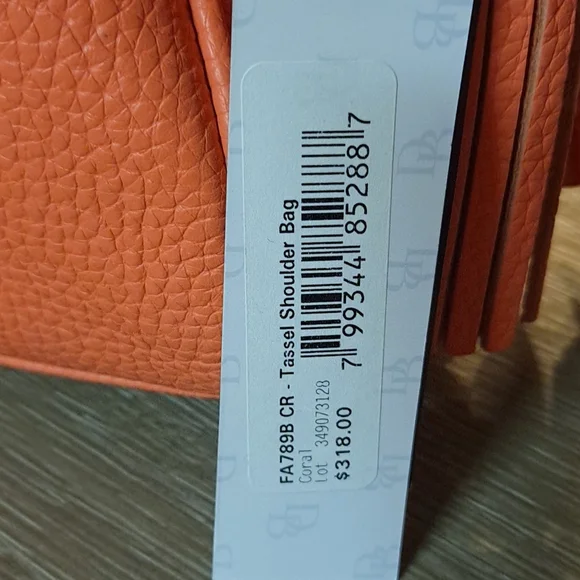 FA789B CR - Tassel Shoulder Bag
Coral
Lot 349073128
$318.00
7 99344 85288 7